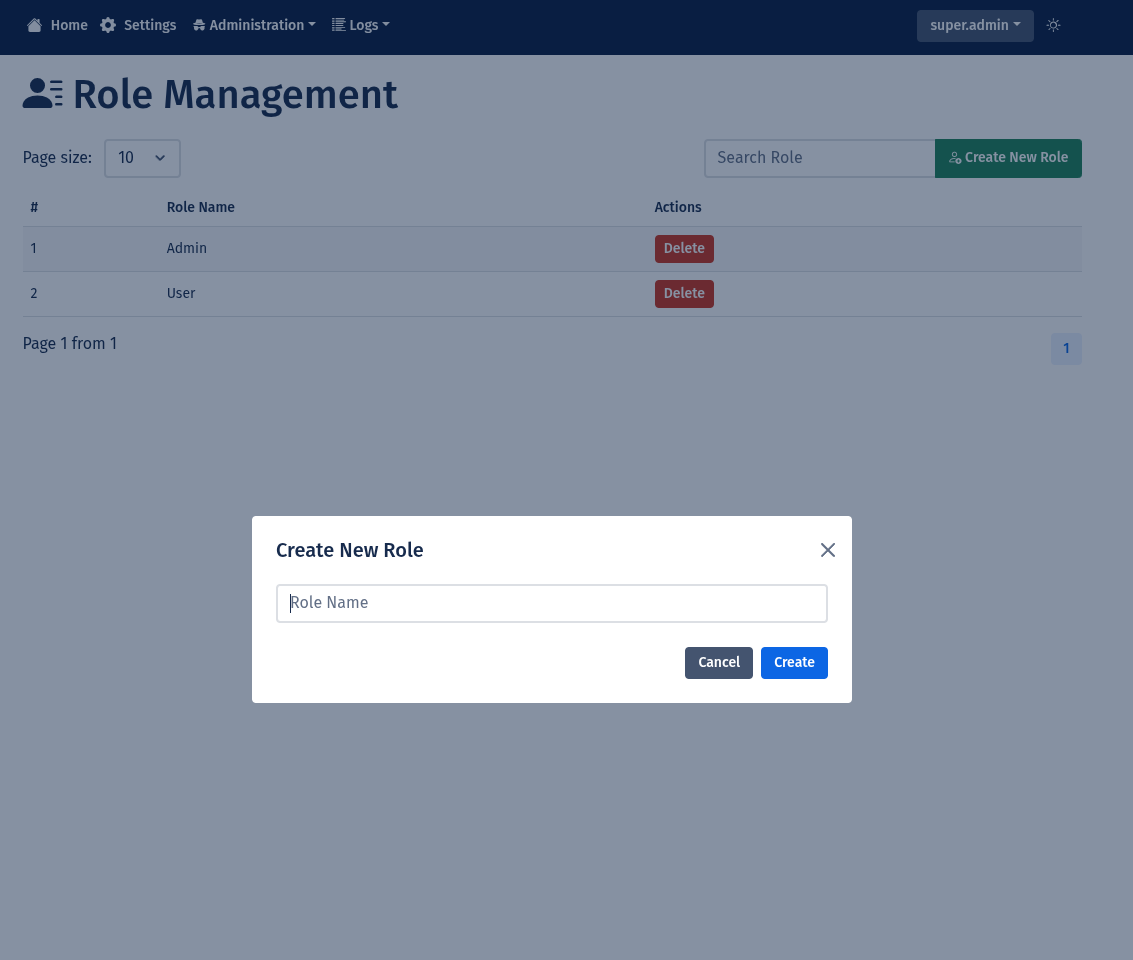 Home Settings Administration Logs super.admin
Role Management
Page size: 10 Search Role Create New Role
# Role Name Actions
1 Admin Delete
2 User Delete
Page 1 from 1 1
Create New Role
Role Name
Cancel Create